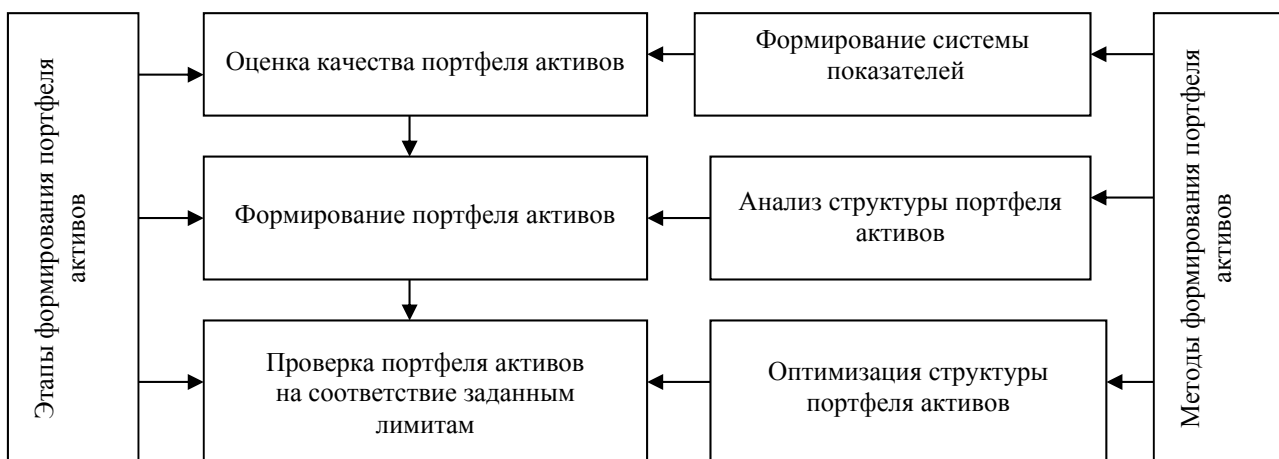 Этапы формирования портфеля
активов
Оценка качества портфеля активов
Формирование системы
показателей
Формирование портфеля активов
Анализ структуры портфеля
активов
Проверка портфеля активов
на соответствие заданным
лимитам
Оптимизация структуры
портфеля активов
Методы формирования портфеля
активов